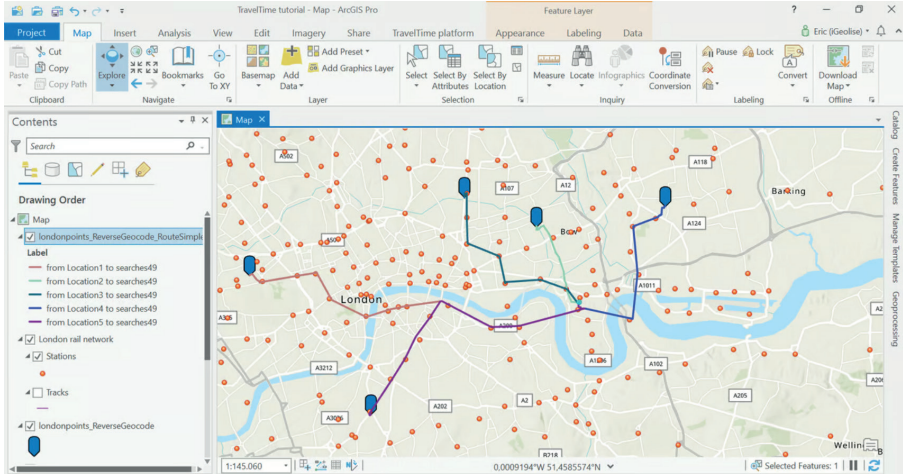 TravelTime tutorial - Map - ArcGIS Pro
Feature Layer
?
Project Map Insert Analysis View Edit Imagery Share TravelTime platform Appearance Labeling Data
Eric (iGeolise)
Paste
Cut
Copy
Copy Path
Clipboard
Explore
Bookmarks
Go
To XY
Navigate
Basemap
Add
Data
Add Preset
Add Graphics Layer
Layer
Select
Select By
Attributes
Select By
Location
Selection
Measure
Locate
Infographics
Coordinate
Conversion
Inquiry
Pause
Lock
Convert
Labeling
Download
Map
Offline
Contents
Search
Drawing Order
Map
londonpoints_ReverseGeocode_RouteSimple
Label
from Location1 to searches49
from Location2 to searches49
from Location3 to searches49
from Location4 to searches49
from Location5 to searches49
London rail network
Stations
Tracks
londonpoints_ReverseGeocode
Map
A502
A107
A12
A118
Barking
Bow
A124
A1011
London
A200
A3212
A102
A202
A2
A205
Wellin
B218
1:145.060
0.0009194°W 51.4585574°N
Selected Features: 1
Catalog
Create Features
Manage Templates
Geoprocessing